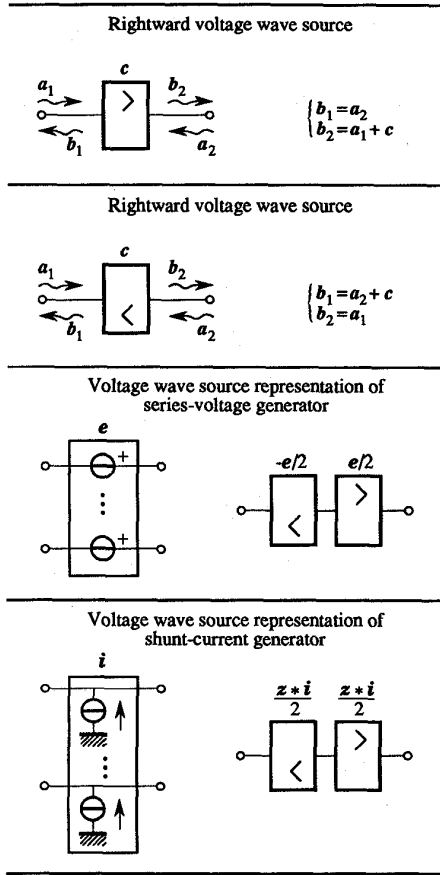 Rightward voltage wave source
c
a1
b2
>
b1
a2
b1 = a2
b2 = a1 + c
Rightward voltage wave source
c
a1
b2
<
b1
a2
b1 = a2 + c
b2 = a1
Voltage wave source representation of
series-voltage generator
e
+
...
+
-e/2
e/2
<
>
Voltage wave source representation of
shunt-current generator
i
...
z * i
2
z * i
2
<
>